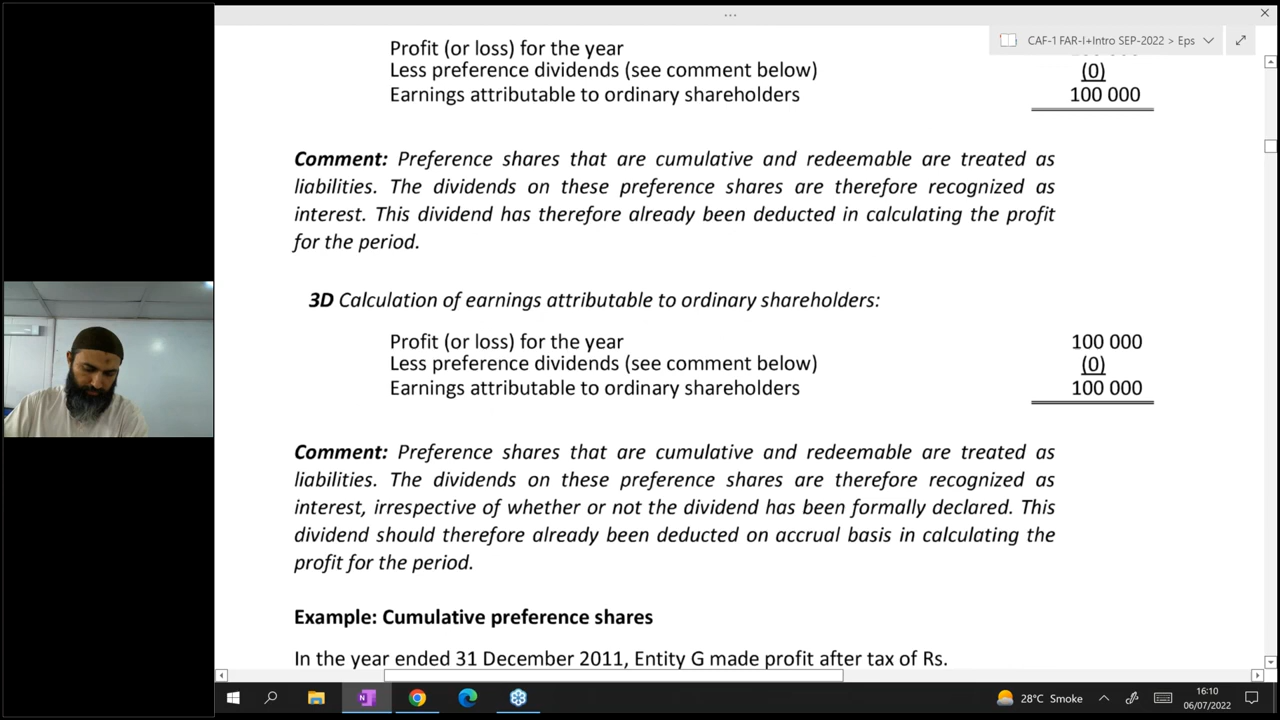 ...
CAF-1 FAR-I+Intro SEP-2022 > Eps
Profit (or loss) for the year
Less preference dividends (see comment below) (0)
Earnings attributable to ordinary shareholders 100 000
Comment: Preference shares that are cumulative and redeemable are treated as
liabilities. The dividends on these preference shares are therefore recognized as
interest. This dividend has therefore already been deducted in calculating the profit
for the period.
3D Calculation of earnings attributable to ordinary shareholders:
Profit (or loss) for the year 100 000
Less preference dividends (see comment below) (0)
Earnings attributable to ordinary shareholders 100 000
Comment: Preference shares that are cumulative and redeemable are treated as
liabilities. The dividends on these preference shares are therefore recognized as
interest, irrespective of whether or not the dividend has been formally declared. This
dividend should therefore already been deducted on accrual basis in calculating the
profit for the period.
Example: Cumulative preference shares
In the year ended 31 December 2011, Entity G made profit after tax of Rs.
28°C Smoke
16:10
06/07/2022